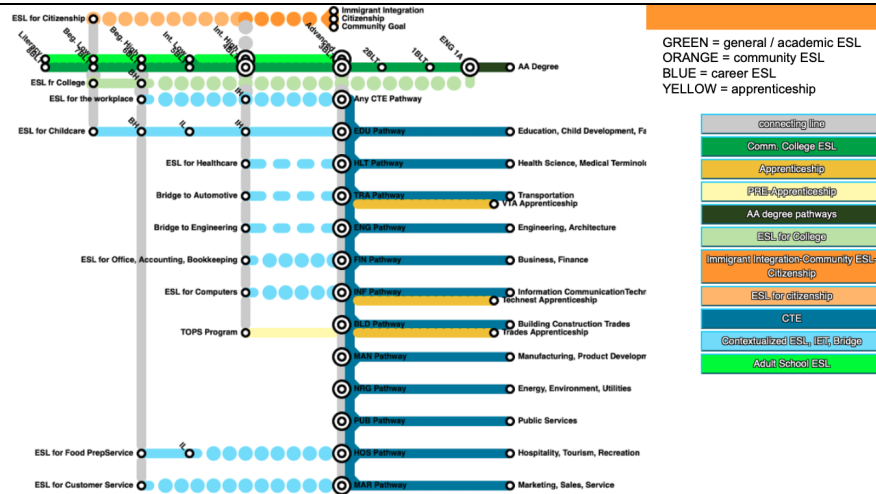 Immigrant Integration
ESL for Citizenship
Citizenship
Community Goal
Literacy
Beg. Low
Beg. High
Int. Low
Int. High
Advanced
2BLT
1BLT
ENG 1A
AA Degree
ESL fr College
BH
ESL for the workplace
IH
Any CTE Pathway
ESL for Childcare
BH
IL
IH
EDU Pathway
Education, Child Development, Fa
ESL for Healthcare
HLT Pathway
Health Science, Medical Terminol
Bridge to Automotive
TRA Pathway
Transportation
VTA Apprenticeship
Bridge to Engineering
ENG Pathway
Engineering, Architecture
ESL for Office, Accounting, Bookkeeping
FIN Pathway
Business, Finance
ESL for Computers
INF Pathway
Information CommunicationTechn
Technest Apprenticeship
TOPS Program
BLD Pathway
Building Construction Trades
Trades Apprenticeship
MAN Pathway
Manufacturing, Product Developm
NRG Pathway
Energy, Environment, Utilities
PUB Pathway
Public Services
ESL for Food PrepService
IL
HOS Pathway
Hospitality, Tourism, Recreation
ESL for Customer Service
MAR Pathway
Marketing, Sales, Service
GREEN = general / academic ESL
ORANGE = community ESL
BLUE = career ESL
YELLOW = apprenticeship
connecting line
Comm. College ESL
Apprenticeship
PRE-Apprenticeship
AA degree pathways
ESL for College
Immigrant Integration-Community ESL-
Citizenship
ESL for citizenship
CTE
Contextualized ESL, IET, Bridge
Adult School ESL